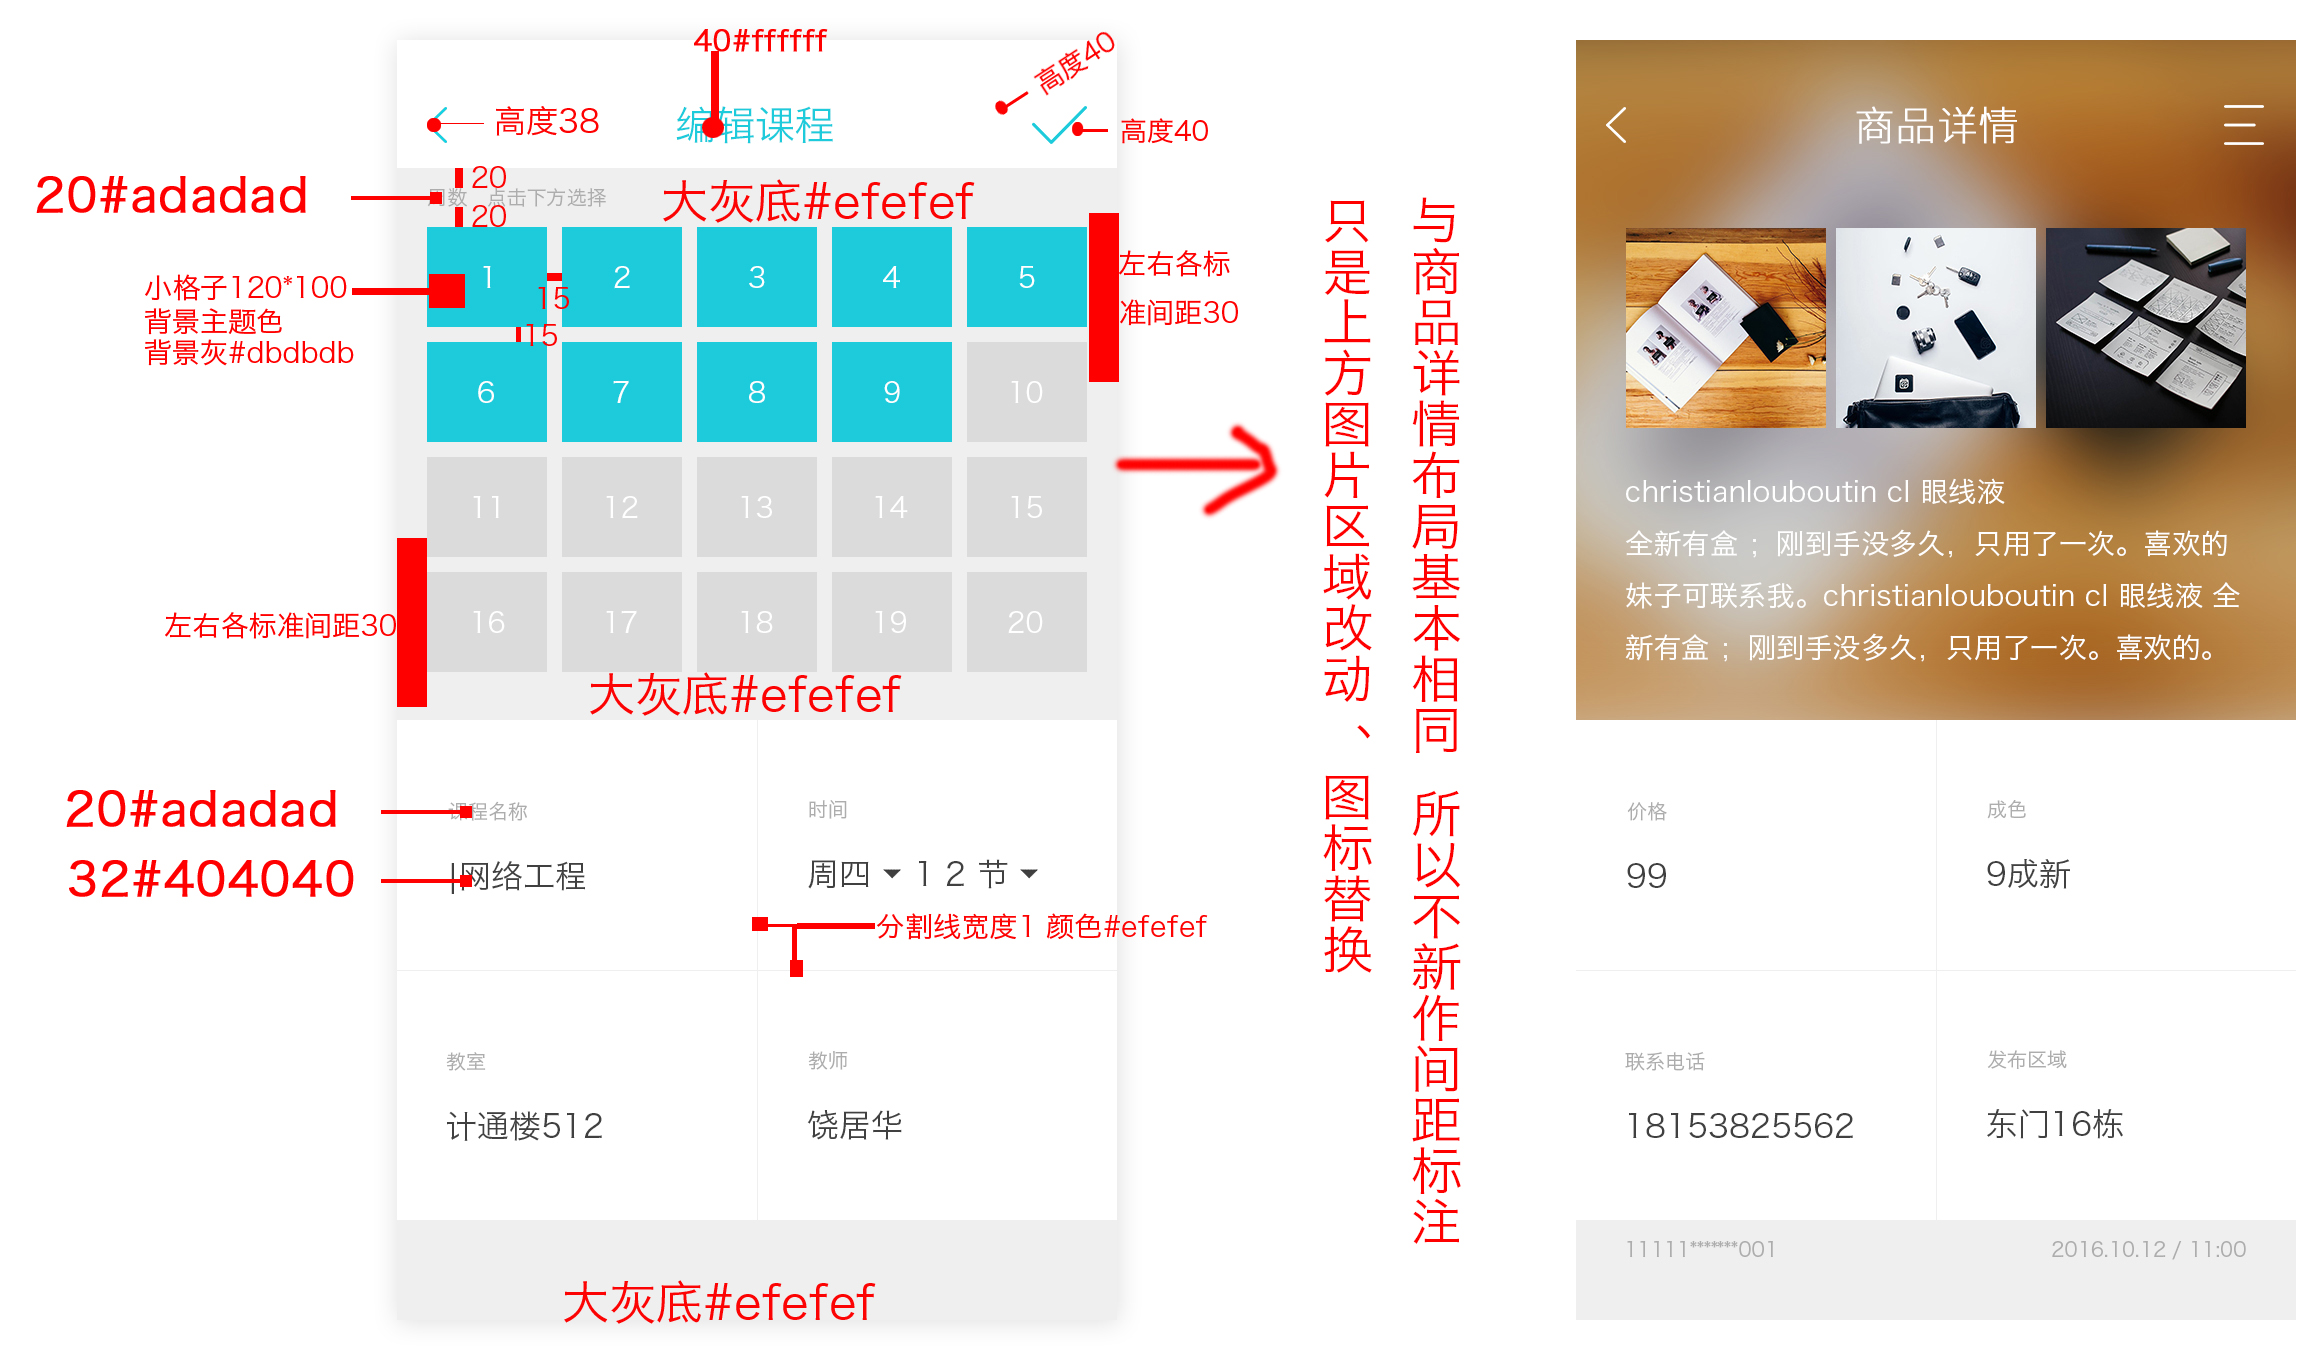 40#ffffff
高度40
高度38
编辑课程
高度40
20#adadad
20
周数 点击下方选择
20
大灰底#efefef
小格子120*100
背景主题色
背景灰#dbdbdb
1 2 3 4 5
15
15
左右各标
准间距30
6 7 8 9 10
11 12 13 14 15
16 17 18 19 20
左右各标准间距30
大灰底#efefef
20#adadad
课程名称
32#404040
|网络工程
时间
周四 1 2 节
分割线宽度1 颜色#efefef
教室
计通楼512
教师
饶居华
大灰底#efefef
与商品详情布局基本相同 所以不新作间距标注
只是上方图片区域改动、图标替换
商品详情
christianlouboutin cl 眼线液
全新有盒 ；刚到手没多久，只用了一次。喜欢的
妹子可联系我。christianlouboutin cl 眼线液 全
新有盒 ；刚到手没多久，只用了一次。喜欢的。
价格
99
成色
9成新
联系电话
18153825562
发布区域
东门16栋
11111*******001
2016.10.12 / 11:00